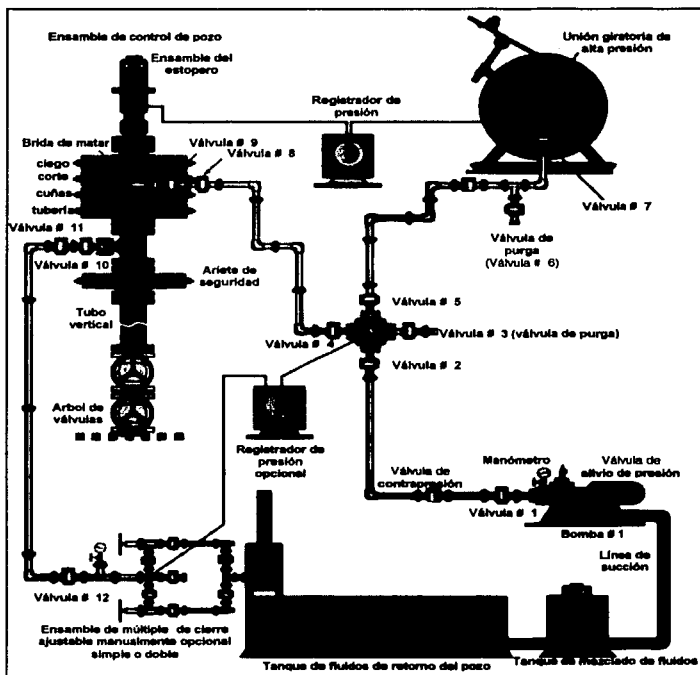 Ensamble de control de pozo
Ensamble del
estopero
Unión giratoria de
alta presión
Registrador de
presión
Brida de matar
Válvula # 9
Válvula # 8
ciego
corte
cuñas
tubería
Válvula # 7
Válvula # 11
Válvula # 10
Válvula de
purga
(Válvula # 6)
Ariete de
seguridad
Válvula # 5
Tubo
vertical
Válvula # 3 (válvula de purga)
Válvula # 4
Válvula # 2
Arbol de
válvulas
Registrador de
presión
opcional
Válvula de
contrapresión
Manómetro
Válvula de
alivio de presión
Válvula # 1
Bomba # 1
Línea de
succión
Válvula # 12
Ensamble de múltiple de cierre
ajustable manualmente opcional
simple o doble
Tanque de fluidos de retorno del pozo
Tanque de mezclado de fluidos